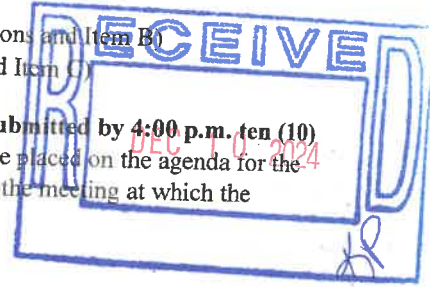 ons and Item B)
d Item C)
RECEIVED
ubmitted by 4:00 p.m. ten (10)
DEC 10 2024
e placed on the agenda for the
the meeting at which the